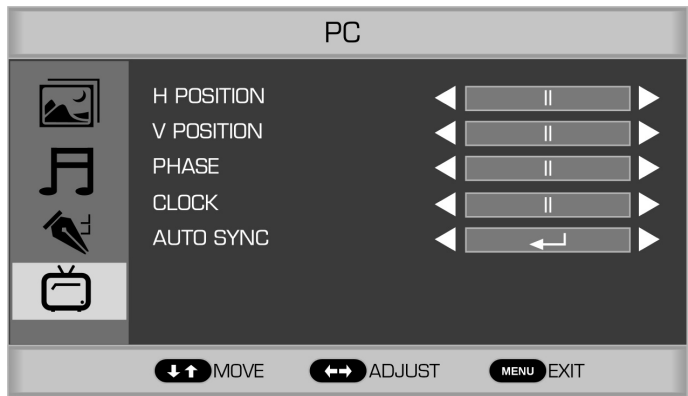 PC
H POSITION
V POSITION
PHASE
CLOCK
AUTO SYNC
MOVE ADJUST MENU EXIT